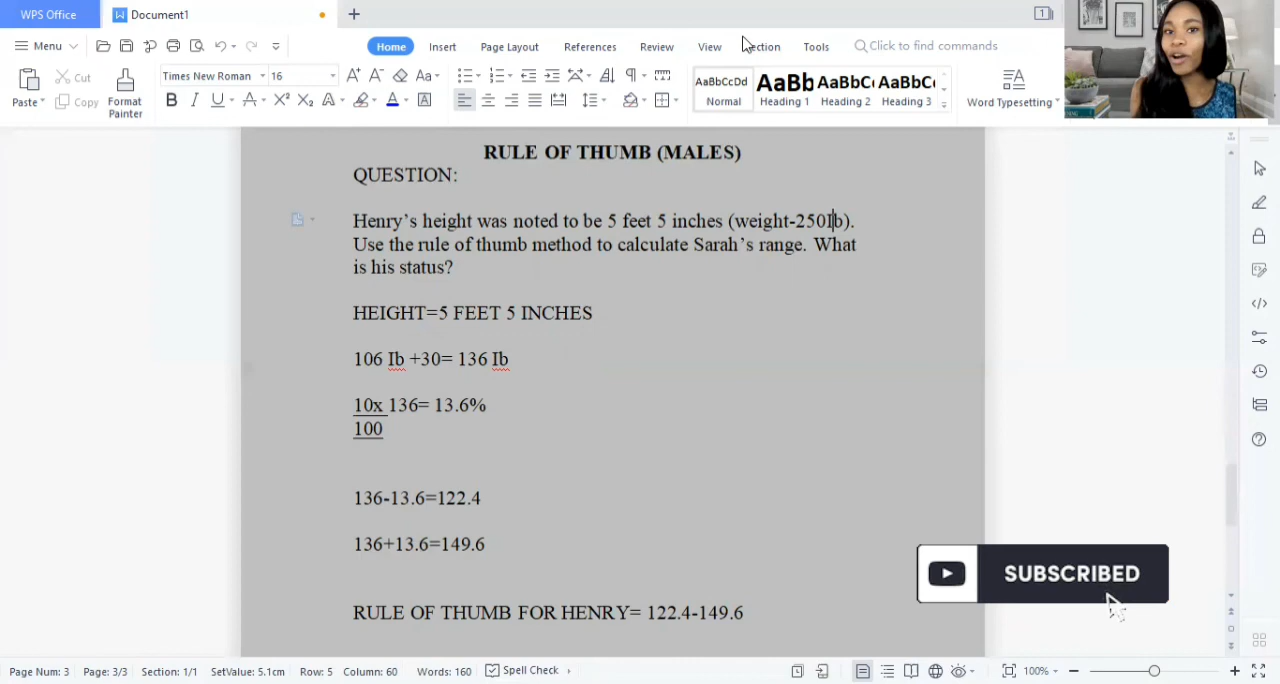 WPS Office
Document1
Menu
Home
Insert
Page Layout
References
Review
View
ection
Tools
Click to find commands
Paste
Cut
Copy
Format
Painter
Times New Roman
16
AaBbCcDd
Normal
AaBb
Heading 1
AaBbC
Heading 2
AaBbC
Heading 3
Word Typesetting
RULE OF THUMB (MALES)
QUESTION:
Henry's height was noted to be 5 feet 5 inches (weight-250Ib).
Use the rule of thumb method to calculate Sarah's range. What
is his status?
HEIGHT=5 FEET 5 INCHES
106 Ib +30= 136 Ib
10x 136= 13.6%
100
136-13.6=122.4
136+13.6=149.6
RULE OF THUMB FOR HENRY= 122.4-149.6
SUBSCRIBED
Page Num: 3
Page: 3/3
Section: 1/1
SetValue: 5.1cm
Row: 5
Column: 60
Words: 160
Spell Check
100%